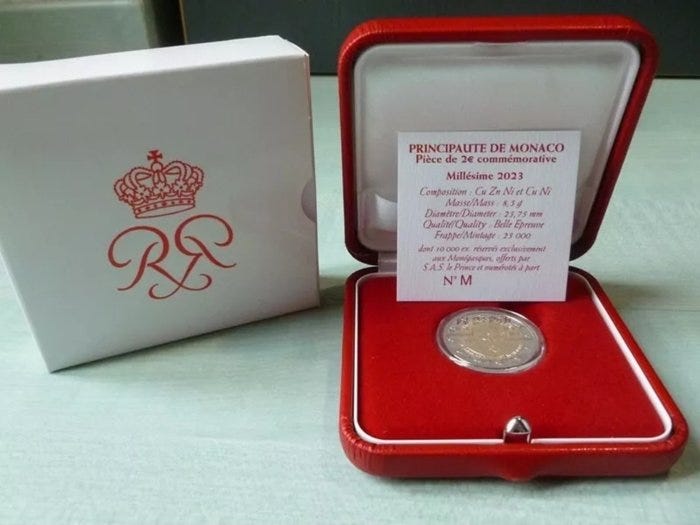 PRINCIPAUTE DE MONACO
Pièce de 2€ commémorative
Millésime 2023
Composition : Cu Zn Ni et Cu Ni
Masse/Mass : 8,5 g
Diamètre/Diameter : 25,75 mm
Qualité/Quality : Belle Epreuve
Frappe/Mintage : 25 000
dont 10 000 ex. réservés exclusivement
aux Monégasques, offerts par
S.A.S. le Prince et numérotés à part
N° M